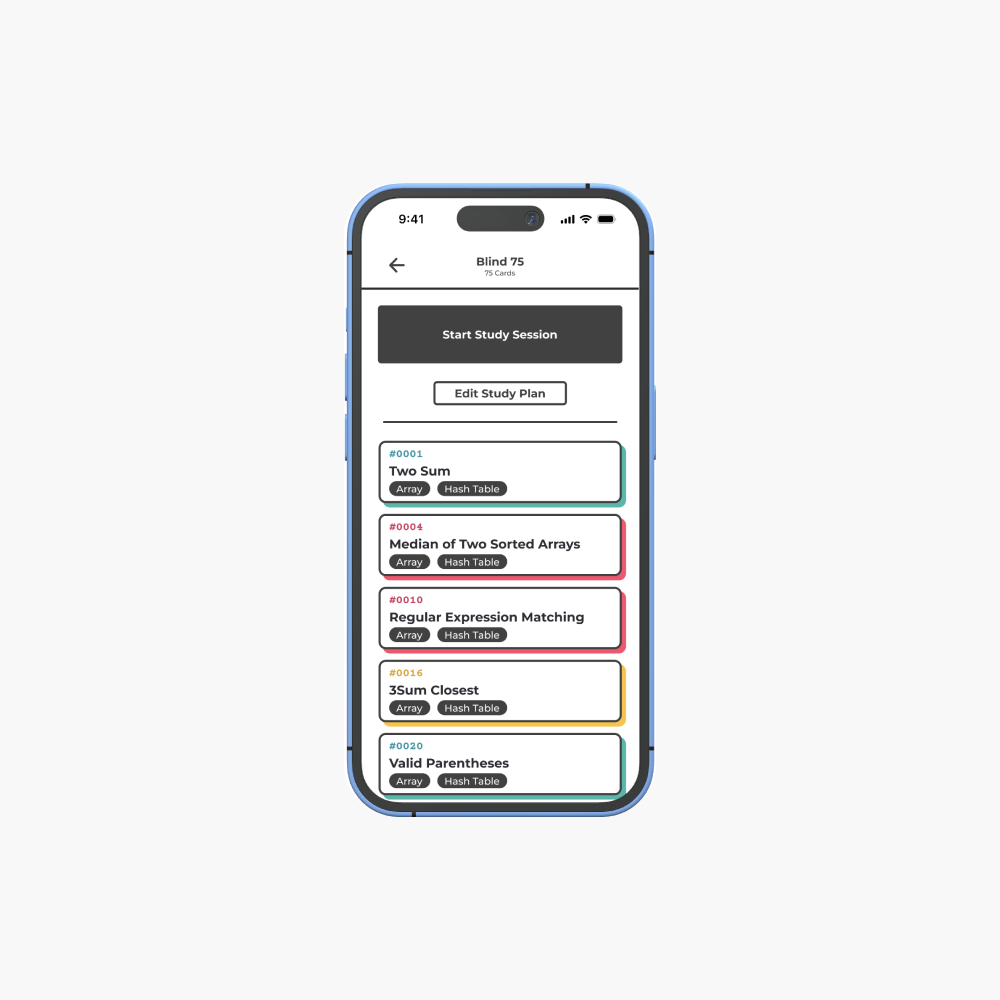 9:41
Blind 75
75 Cards
Start Study Session
Edit Study Plan
#0001
Two Sum
Array Hash Table
#0004
Median of Two Sorted Arrays
Array Hash Table
#0010
Regular Expression Matching
Array Hash Table
#0016
3Sum Closest
Array Hash Table
#0020
Valid Parentheses
Array Hash Table